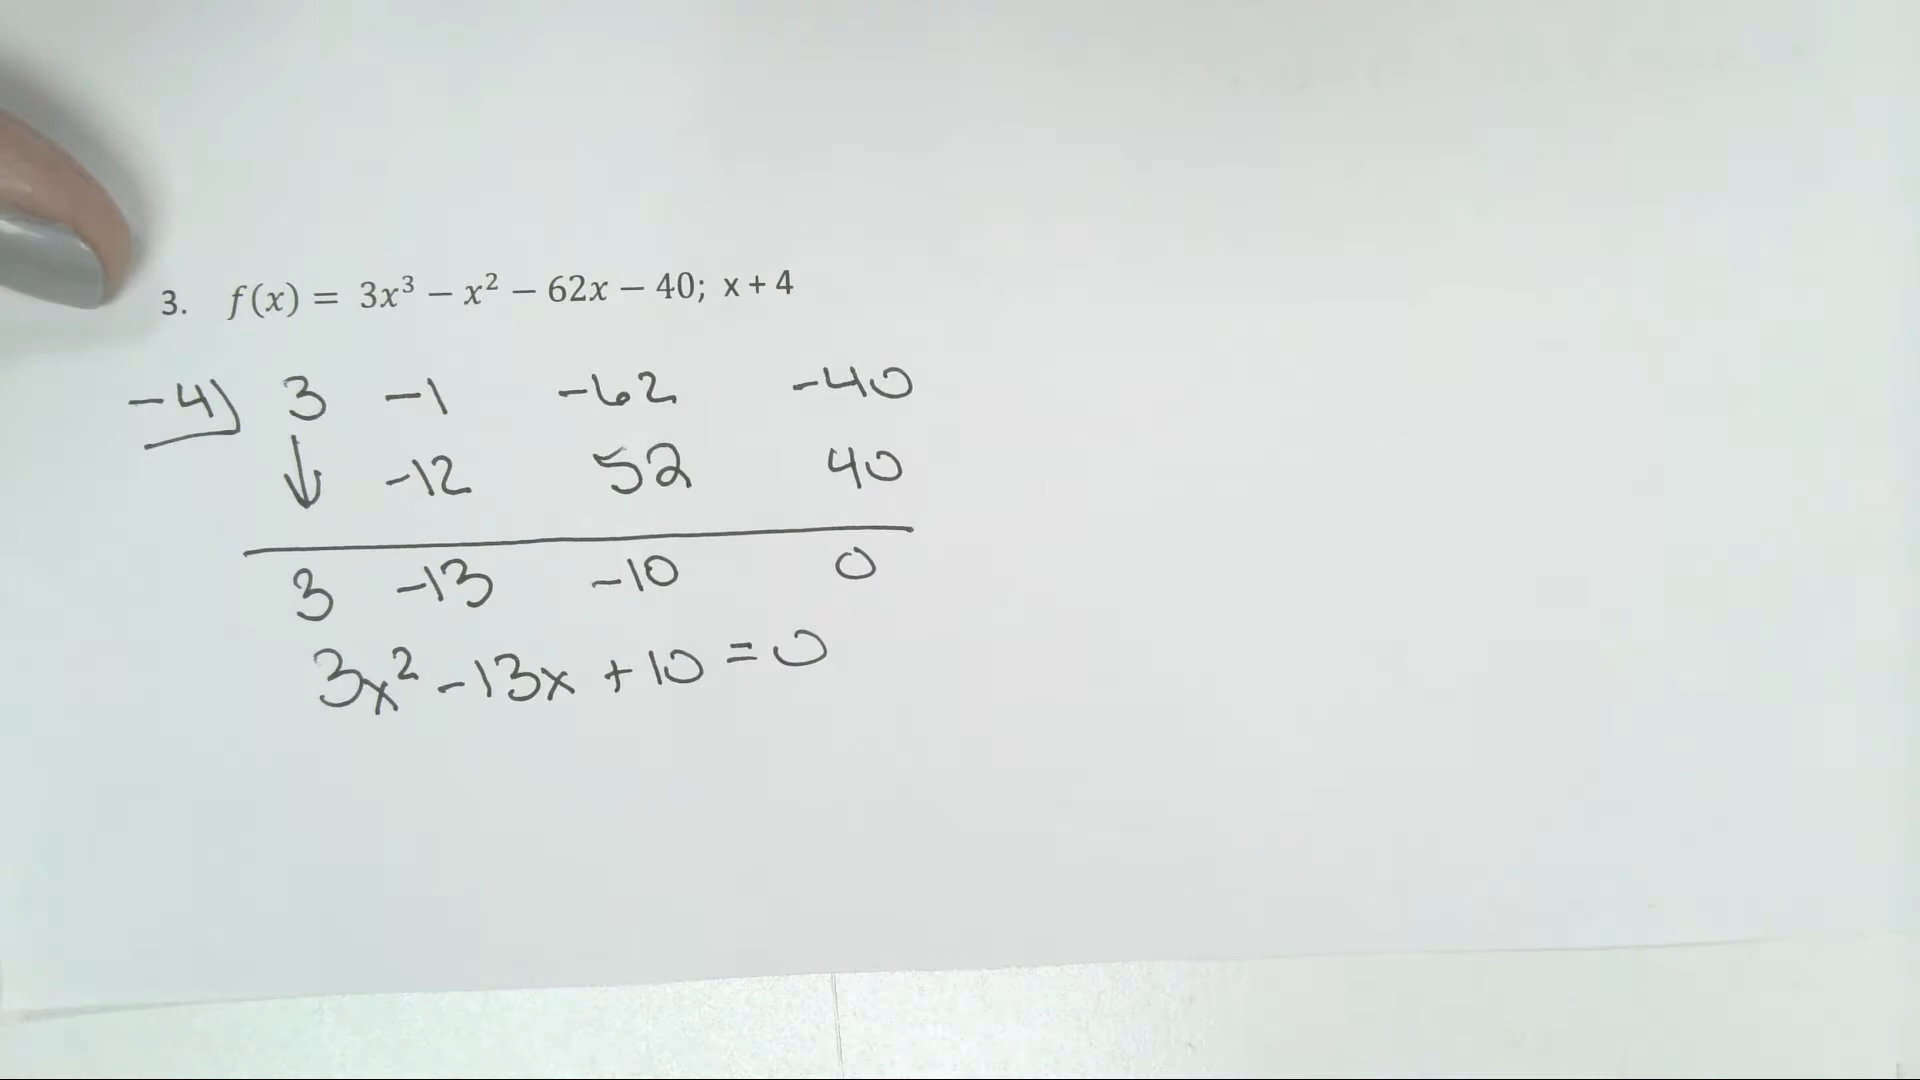 3. f(x) = 3x³ − x² − 62x − 40; x + 4
-4) 3 -1 -62 -40
↓ -12 52 40
3 -13 -10 0
3x² - 13x + 10 = 0